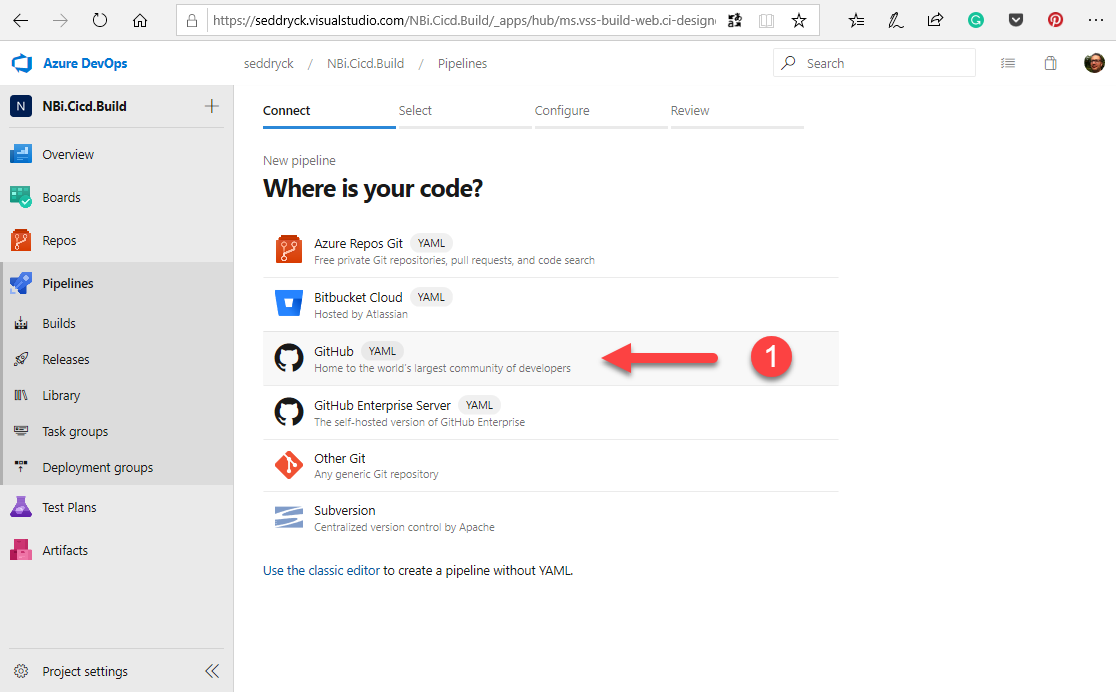 https://seddryck.visualstudio.com/NBi.Cicd.Build/_apps/hub/ms.vss-build-web.ci-designe
Azure DevOps
seddryck / NBi.Cicd.Build / Pipelines
Search
N NBi.Cicd.Build
Overview
Boards
Repos
Pipelines
Builds
Releases
Library
Task groups
Deployment groups
Test Plans
Artifacts
Project settings
Connect Select Configure Review
New pipeline
Where is your code?
Azure Repos Git YAML
Free private Git repositories, pull requests, and code search
Bitbucket Cloud YAML
Hosted by Atlassian
GitHub YAML
Home to the world's largest community of developers
1
GitHub Enterprise Server YAML
The self-hosted version of GitHub Enterprise
Other Git
Any generic Git repository
Subversion
Centralized version control by Apache
Use the classic editor to create a pipeline without YAML.